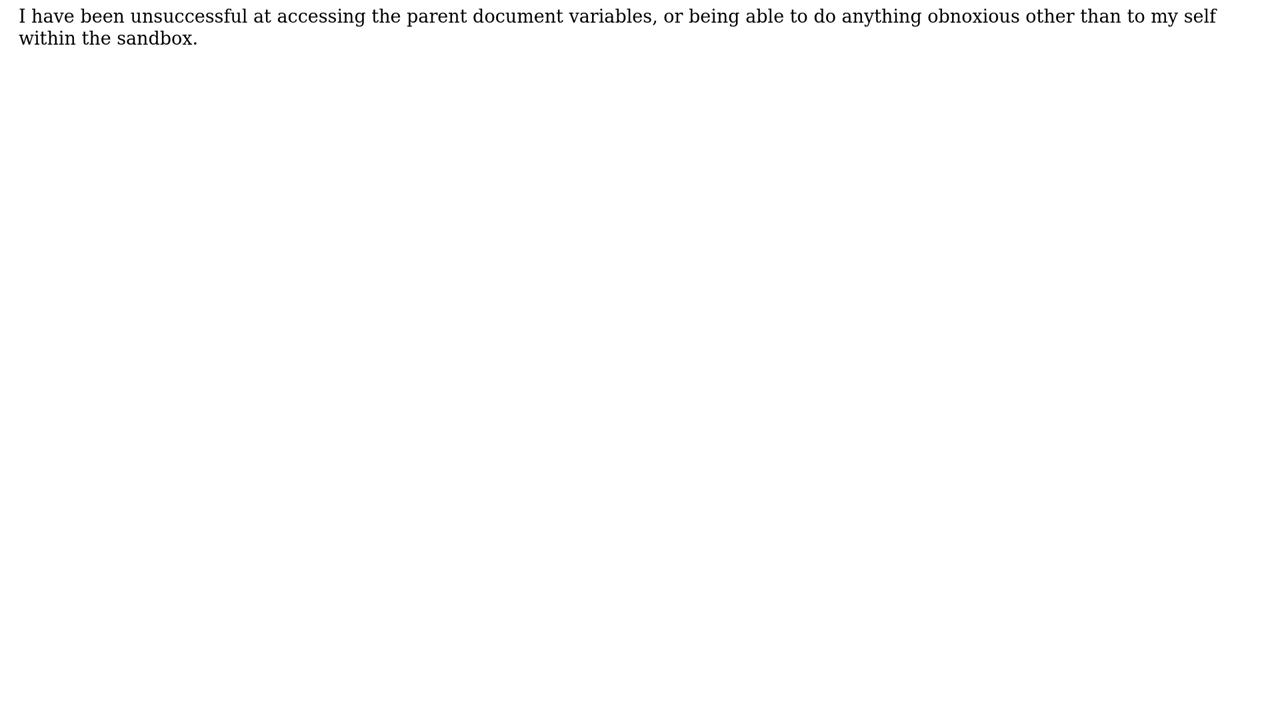 I have been unsuccessful at accessing the parent document variables, or being able to do anything obnoxious other than to my self
within the sandbox.